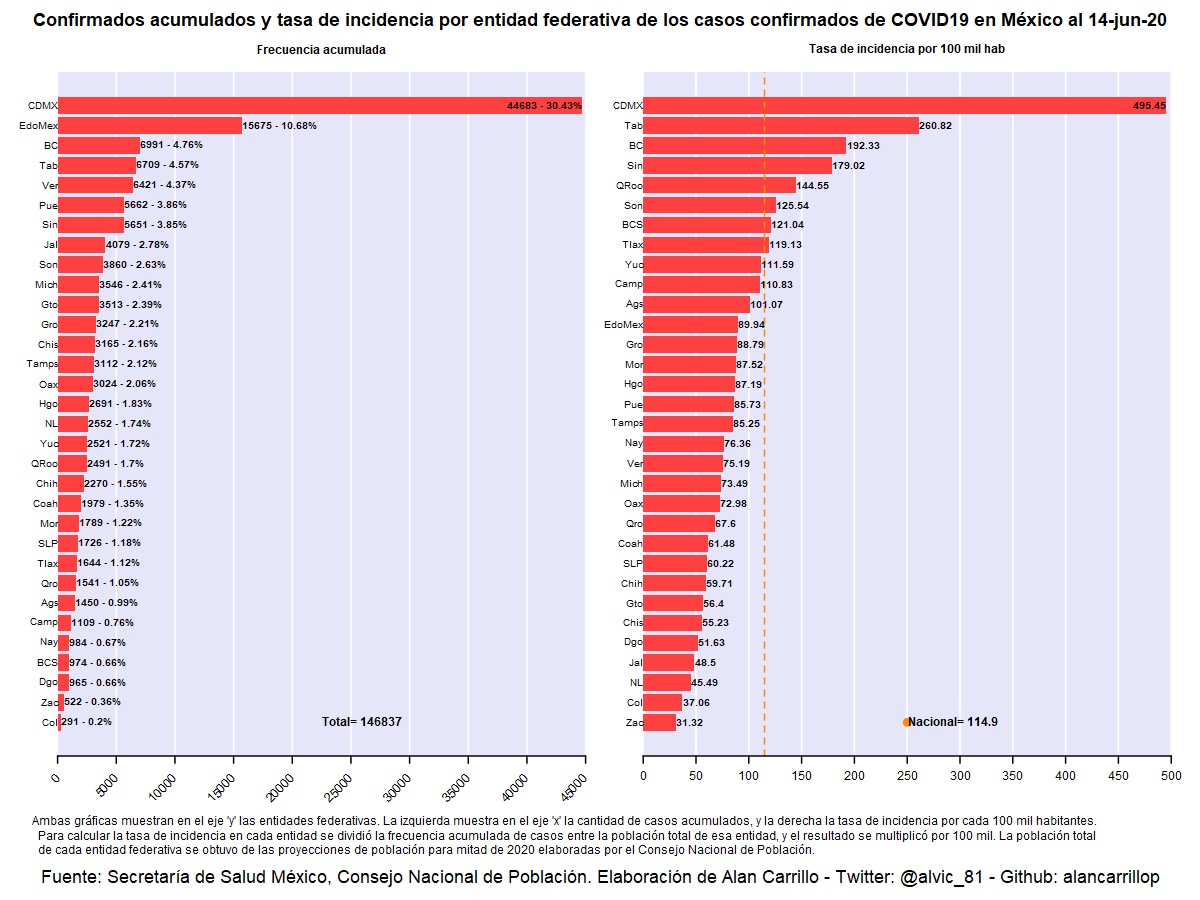 Confirmados acumulados y tasa de incidencia por entidad federativa de los casos confirmados de COVID19 en México al 14-jun-20
Frecuencia acumulada
CDMX 44683 - 30.43%
EdoMex 15675 - 10.68%
BC 6991 - 4.76%
Tab 6709 - 4.57%
Ver 6421 - 4.37%
Pue 5662 - 3.86%
Sin 5651 - 3.85%
Jal 4079 - 2.78%
Son 3860 - 2.63%
Mich 3546 - 2.41%
Gto 3513 - 2.39%
Gro 3247 - 2.21%
Chis 3165 - 2.16%
Tamps 3112 - 2.12%
Oax 3024 - 2.06%
Hgo 2691 - 1.83%
NL 2552 - 1.74%
Yuc 2521 - 1.72%
QRoo 2491 - 1.7%
Chih 2270 - 1.55%
Coah 1979 - 1.35%
Mor 1789 - 1.22%
SLP 1726 - 1.18%
Tlax 1644 - 1.12%
Qro 1541 - 1.05%
Ags 1450 - 0.99%
Camp 1109 - 0.76%
Nay 984 - 0.67%
BCS 974 - 0.66%
Dgo 965 - 0.66%
Zac 522 - 0.36%
Col 291 - 0.2%
Total= 146837
0 5000 10000 15000 20000 25000 30000 35000 40000 45000
Tasa de incidencia por 100 mil hab
CDMX 495.45
Tab 260.82
BC 192.33
Sin 179.02
QRoo 144.55
Son 125.54
BCS 121.04
Tlax 119.13
Yuc 111.59
Camp 110.83
Ags 101.07
EdoMex 89.94
Gro 88.79
Mor 87.52
Hgo 87.19
Pue 85.73
Tamps 85.25
Nay 76.36
Ver 75.19
Mich 73.49
Oax 72.98
Qro 67.6
Coah 61.48
SLP 60.22
Chih 59.71
Gto 56.4
Chis 55.23
Dgo 51.63
Jal 48.5
NL 45.49
Col 37.06
Zac 31.32
Nacional= 114.9
0 50 100 150 200 250 300 350 400 450 500
Ambas gráficas muestran en el eje 'y' las entidades federativas. La izquierda muestra en el eje 'x' la cantidad de casos acumulados, y la derecha la tasa de incidencia por cada 100 mil habitantes.
Para calcular la tasa de incidencia en cada entidad se dividió la frecuencia acumulada de casos entre la población total de esa entidad, y el resultado se multiplicó por 100 mil. La población total
de cada entidad federativa se obtuvo de las proyecciones de población para mitad de 2020 elaboradas por el Consejo Nacional de Población.
Fuente: Secretaría de Salud México, Consejo Nacional de Población. Elaboración de Alan Carrillo - Twitter: @alvic_81 - Github: alancarrillop